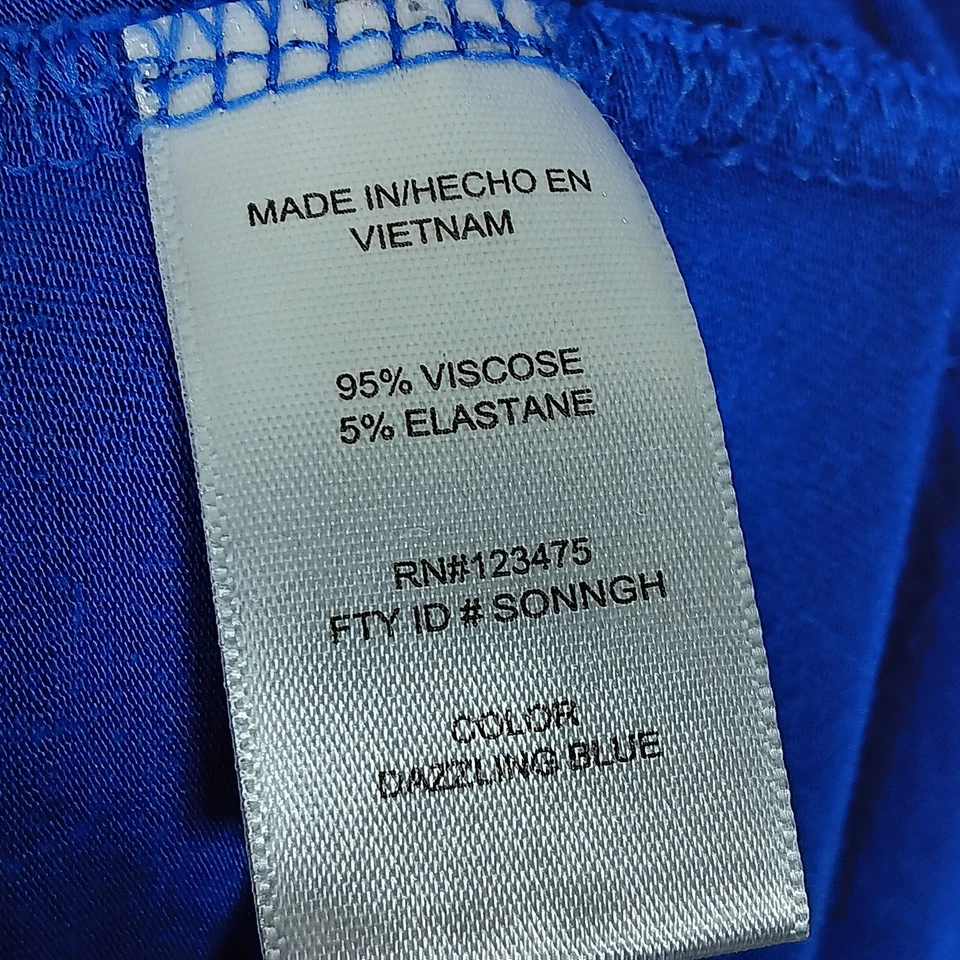 MADE IN/HECHO EN
VIETNAM
95% VISCOSE
5% ELASTANE
RN#123475
FTY ID # SONNGH
COLOR
DAZZLING BLUE